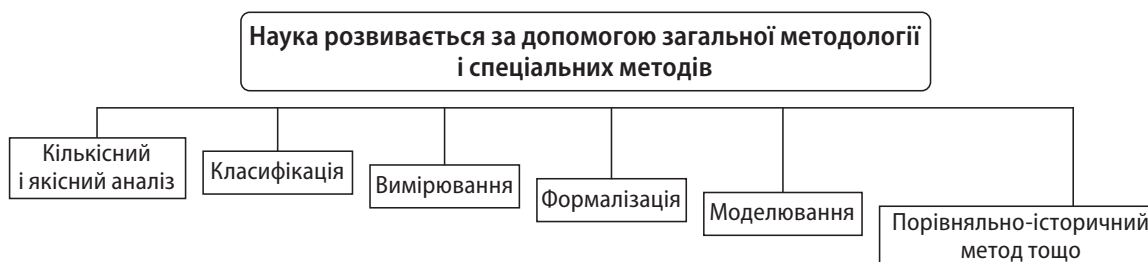 Наука розвивається за допомогою загальної методології
і спеціальних методів
Кількісний
і якісний аналіз
Класифікація
Вимірювання
Формалізація
Моделювання
Порівняльно-історичний
метод тощо